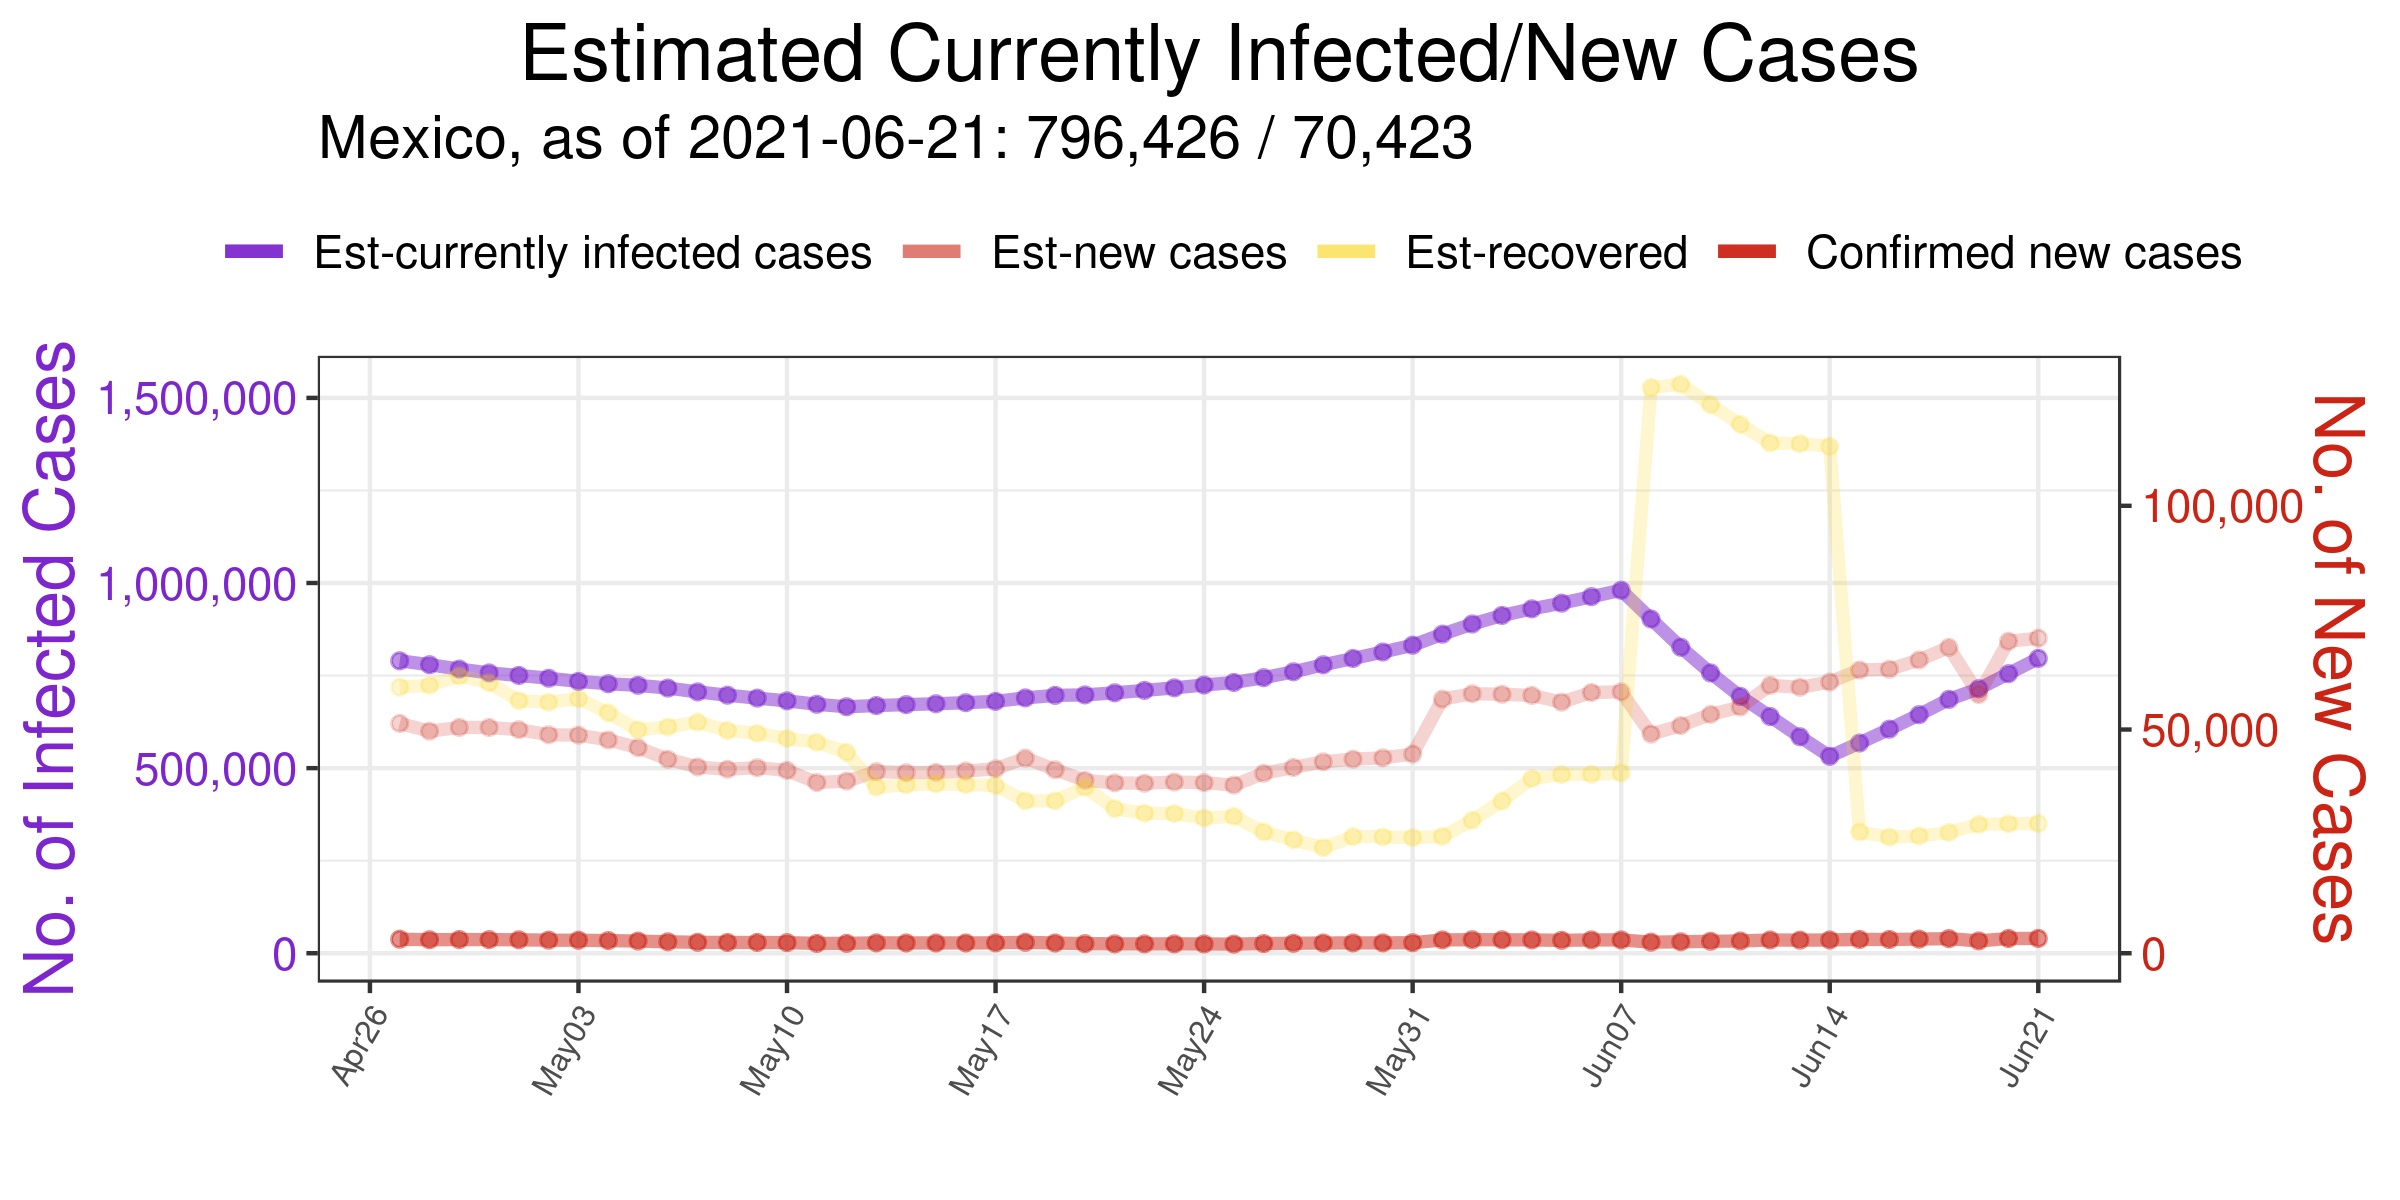 Estimated Currently Infected/New Cases
Mexico, as of 2021-06-21: 796,426 / 70,423
Est-currently infected cases Est-new cases Est-recovered Confirmed new cases
No. of Infected Cases
1,500,000
1,000,000
500,000
0
100,000
50,000
0
No. of New Cases
Apr26 May03 May10 May17 May24 May31 Jun07 Jun14 Jun21